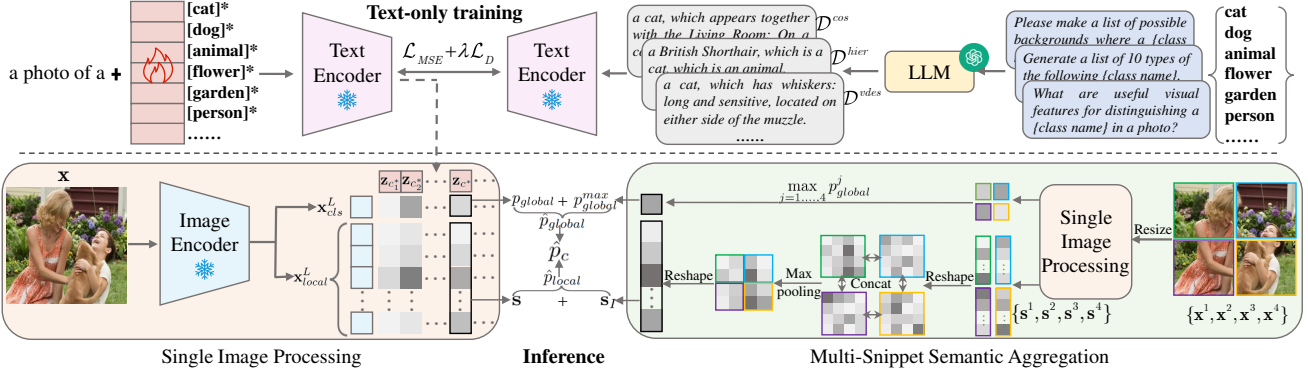 Text-only training
a photo of a +
[cat]*
[dog]*
[animal]*
[flower]*
[garden]*
[person]*
......
Text
Encoder
ℒ_MSE+λℒ_D
Text
Encoder
a cat, which appears together
with the Living Room: On a
𝒟^cos
a British Shorthair, which is a
cat, which is an animal.
𝒟^hier
a cat, which has whiskers:
long and sensitive, located on
either side of the muzzle.
......
𝒟^vdes
LLM
Please make a list of possible
backgrounds where a {class
Generate a list of 10 types
of the following {class name}.
What are useful visual
features for distinguishing a
{class name} in a photo?
cat
dog
animal
flower
garden
person
......
x
Image
Encoder
x^L_cls
x^L_local
z_{c^*_1} z_{c^*_2} ... z_{c^*} ...
p_global + p^max_global
p̂_global
p̂_c
p̂_local
s + s_I
max_{j=1,...,4} p^j_global
Reshape
Max
pooling
Concat
Reshape
{s^1, s^2, s^3, s^4}
Single
Image
Processing
Resize
{x^1, x^2, x^3, x^4}
Single Image Processing
Inference
Multi-Snippet Semantic Aggregation